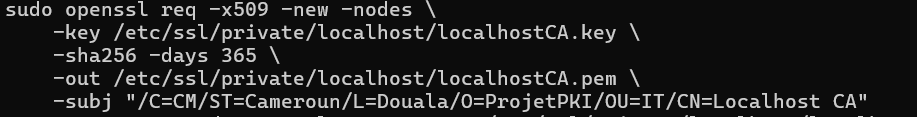 sudo openssl req -x509 -new -nodes \
-key /etc/ssl/private/localhost/localhostCA.key \
-sha256 -days 365 \
-out /etc/ssl/private/localhost/localhostCA.pem \
-subj "/C=CM/ST=Cameroun/L=Douala/O=ProjetPKI/OU=IT/CN=Localhost CA"